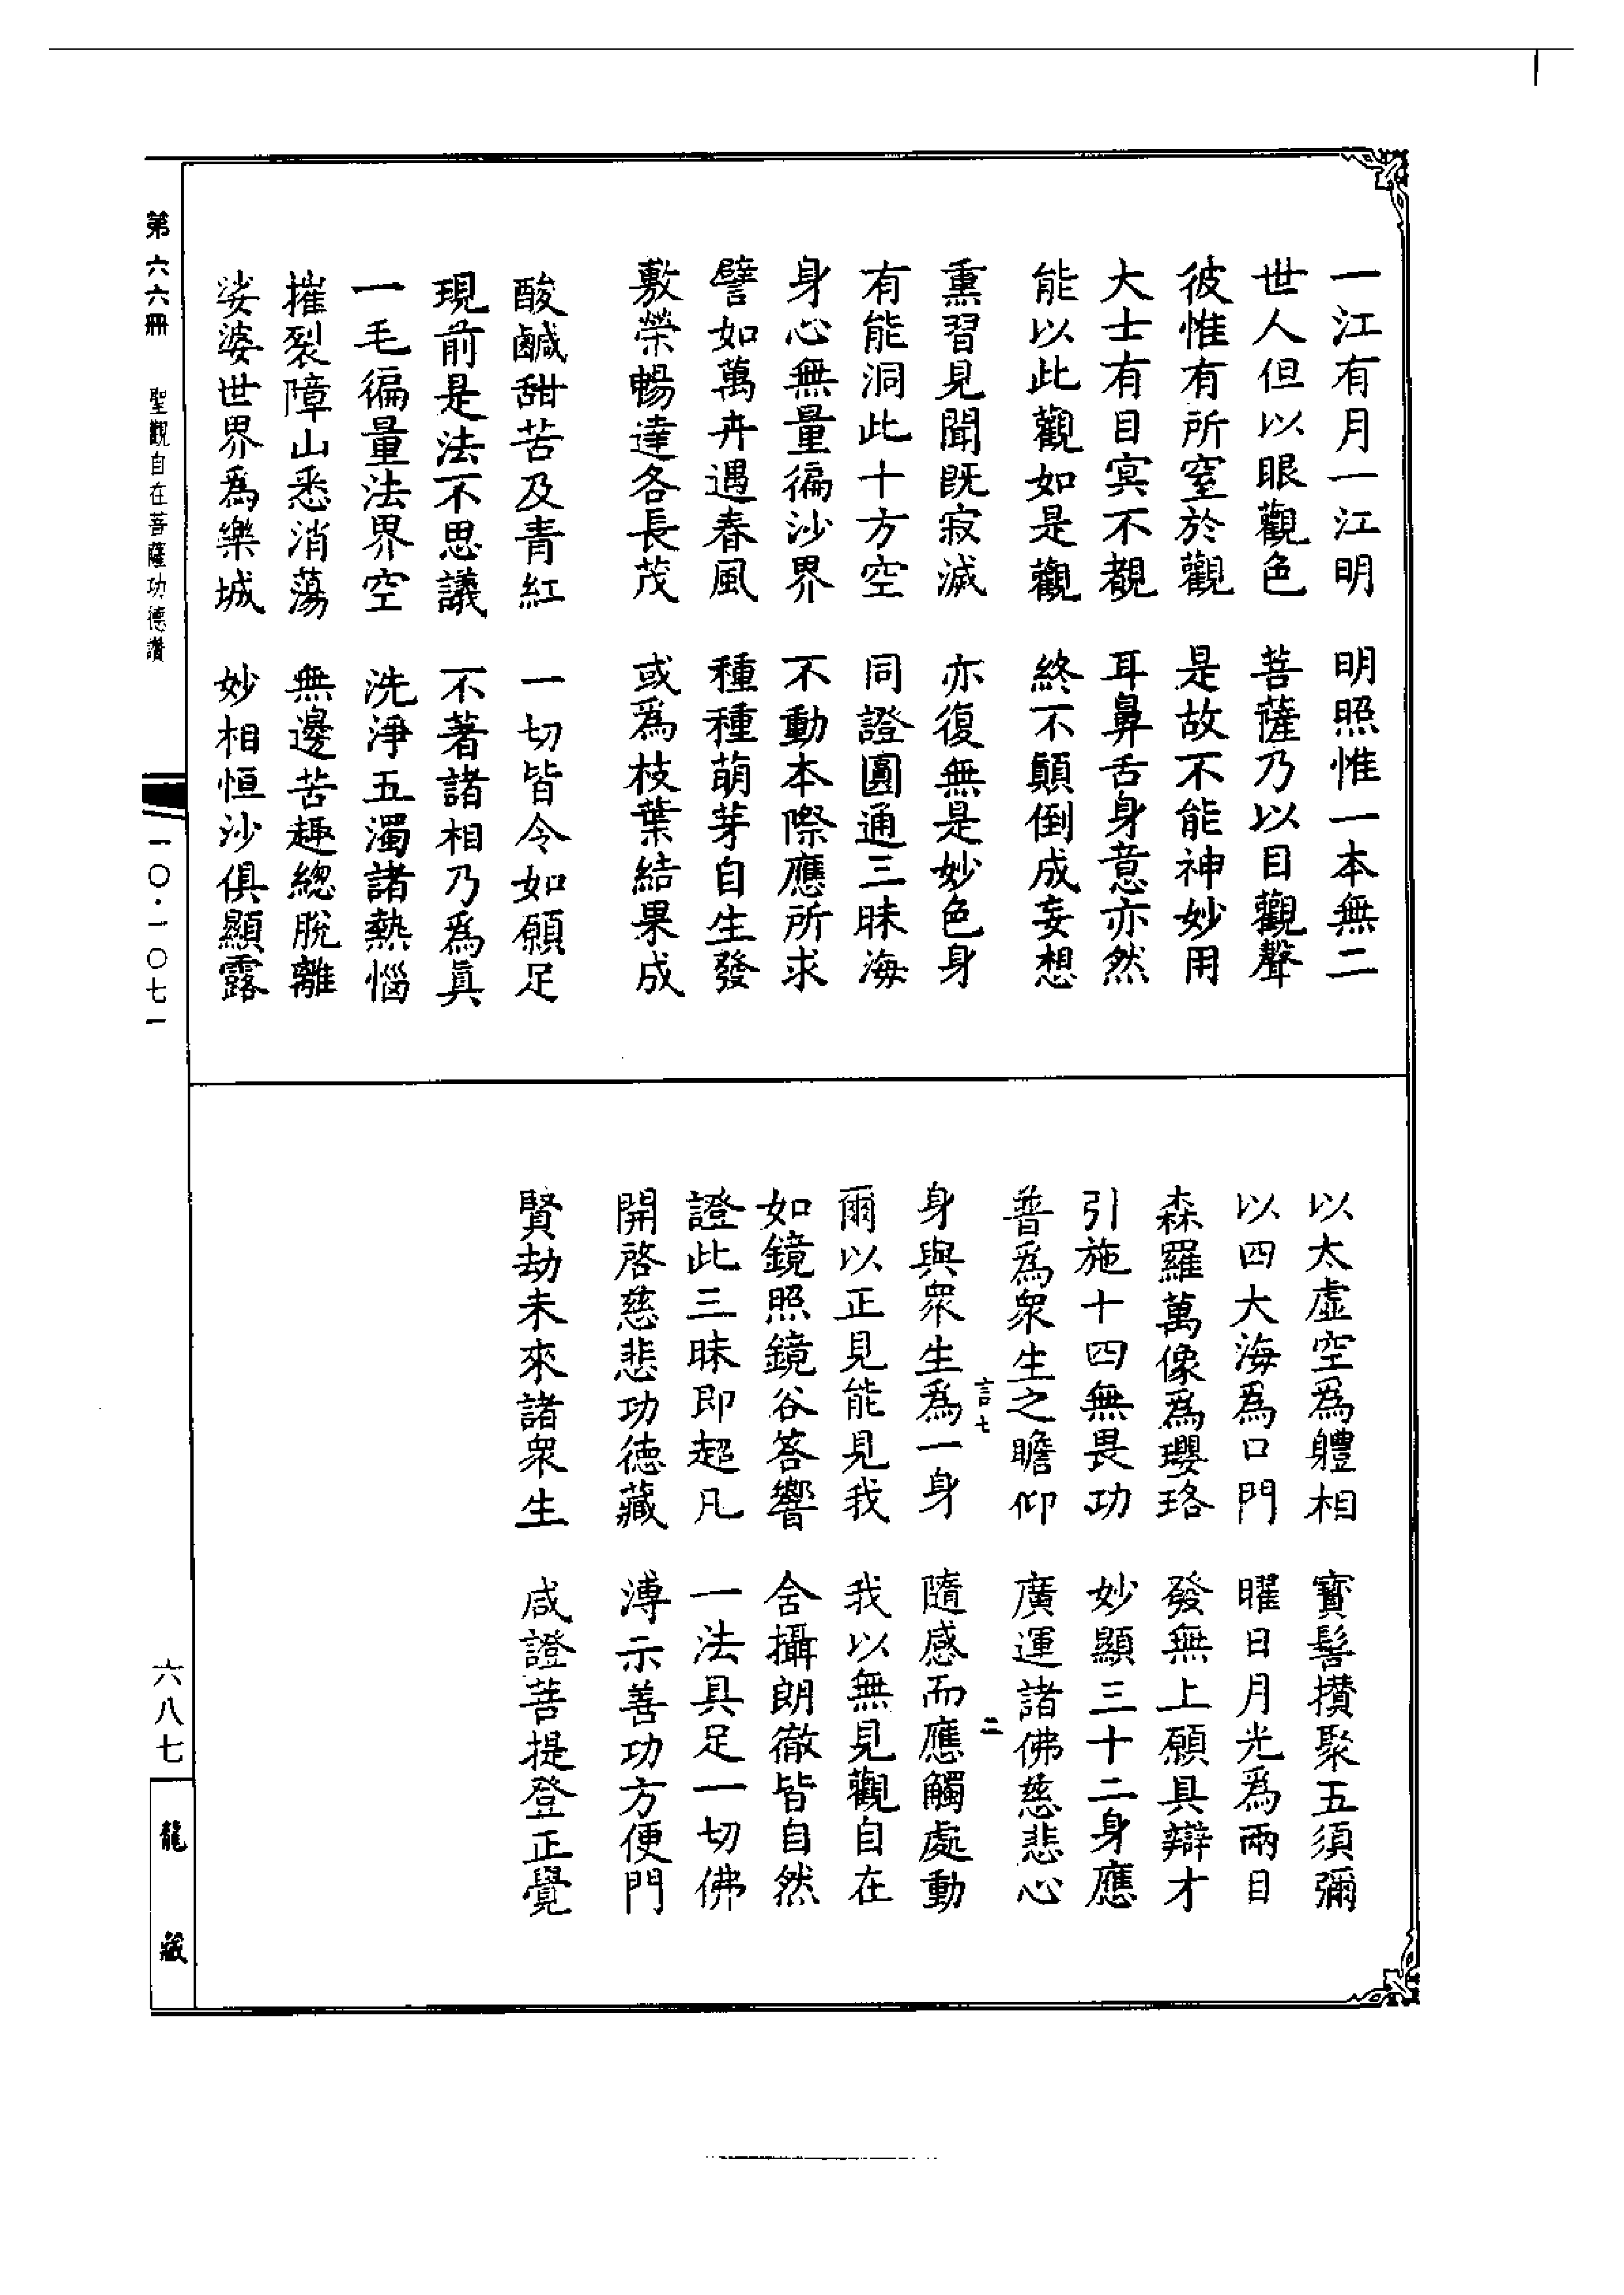 一江有月一江明　明照惟一本無二
世人但以眼觀色　菩薩乃以目觀聲
彼惟有所窒於觀　是故不能神妙用
大士有目寘不覩　耳鼻舌身意亦然
能以此觀如是觀　終不顛倒成妄想
熏習見聞既寂滅　亦復無是妙色身
有能洞此十方空　同證圓通三昧海
身心無量徧沙界　不動本際應所求
譬如萬卉遇春風　種種萌芽自生發
敷榮暢達各長茂　或爲枝葉結果成
酸鹹甜苦及青紅　一切皆令如願足
現前是法不思議　不著諸相乃爲眞
一毛徧量法界空　洗淨五濁諸熱惱
摧裂障山悉消蕩　無邊苦趣總脫離
娑婆世界爲樂城　妙相恒沙俱顯露
以太虛空爲軆相　寶髻攢聚五須彌
以四大海爲口門　曜日月光爲兩目
森羅萬像爲瓔珞　發無上願具辯才
引施十四無畏功　妙顯三十二身應
普爲衆生之瞻仰　廣運諸佛慈悲心
言七　二
身與衆生爲一身　隨感而應觸處動
爾以正見能見我　我以無見觀自在
如鏡照鏡谷答響　含攝朗徹皆自然
證此三昧即超凡　一法具足一切佛
開啓慈悲功德藏　溥示善功方便門
賢劫未來諸衆生　咸證菩提登正覺
第六六冊　聖觀自在菩薩功德讚
一〇·一〇七一
六八七
龍藏